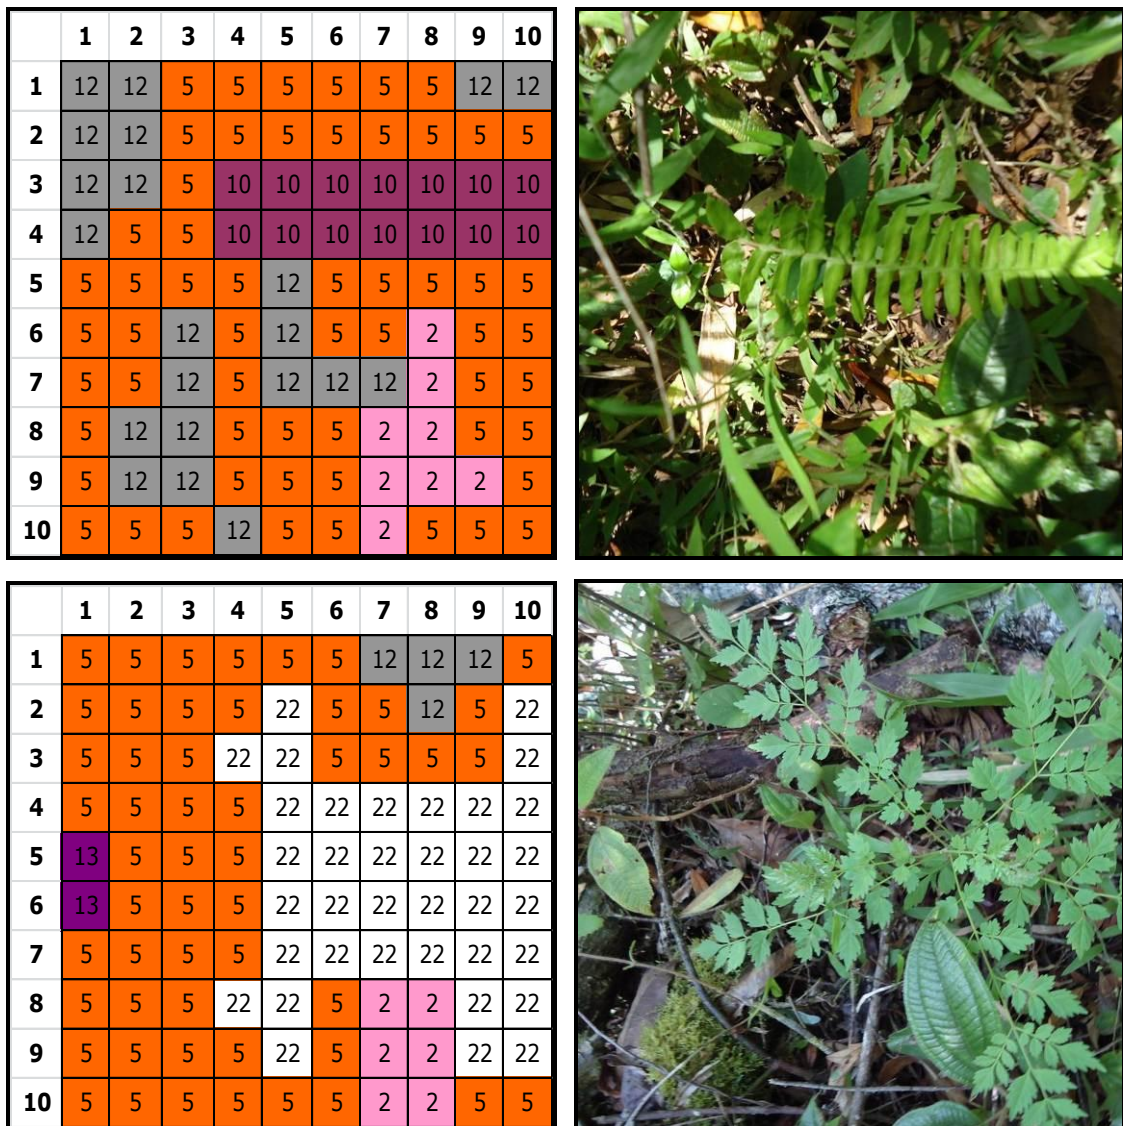 1 2 3 4 5 6 7 8 9 10
1 12 12 5 5 5 5 5 5 12 12
2 12 12 5 5 5 5 5 5 5 5
3 12 12 5 10 10 10 10 10 10 10
4 12 5 5 10 10 10 10 10 10 10
5 5 5 5 5 12 5 5 5 5 5
6 5 5 12 5 12 5 5 2 5 5
7 5 5 12 5 12 12 12 2 5 5
8 5 12 12 5 5 5 2 2 5 5
9 5 12 12 5 5 5 2 2 2 5
10 5 5 5 12 5 5 2 5 5 5
1 2 3 4 5 6 7 8 9 10
1 5 5 5 5 5 5 12 12 12 5
2 5 5 5 5 22 5 5 12 5 22
3 5 5 5 22 22 5 5 5 5 22
4 5 5 5 5 22 22 22 22 22 22
5 13 5 5 5 22 22 22 22 22 22
6 13 5 5 5 22 22 22 22 22 22
7 5 5 5 5 22 22 22 22 22 22
8 5 5 5 22 22 5 2 2 22 22
9 5 5 5 5 22 5 2 2 22 22
10 5 5 5 5 5 5 2 2 5 5